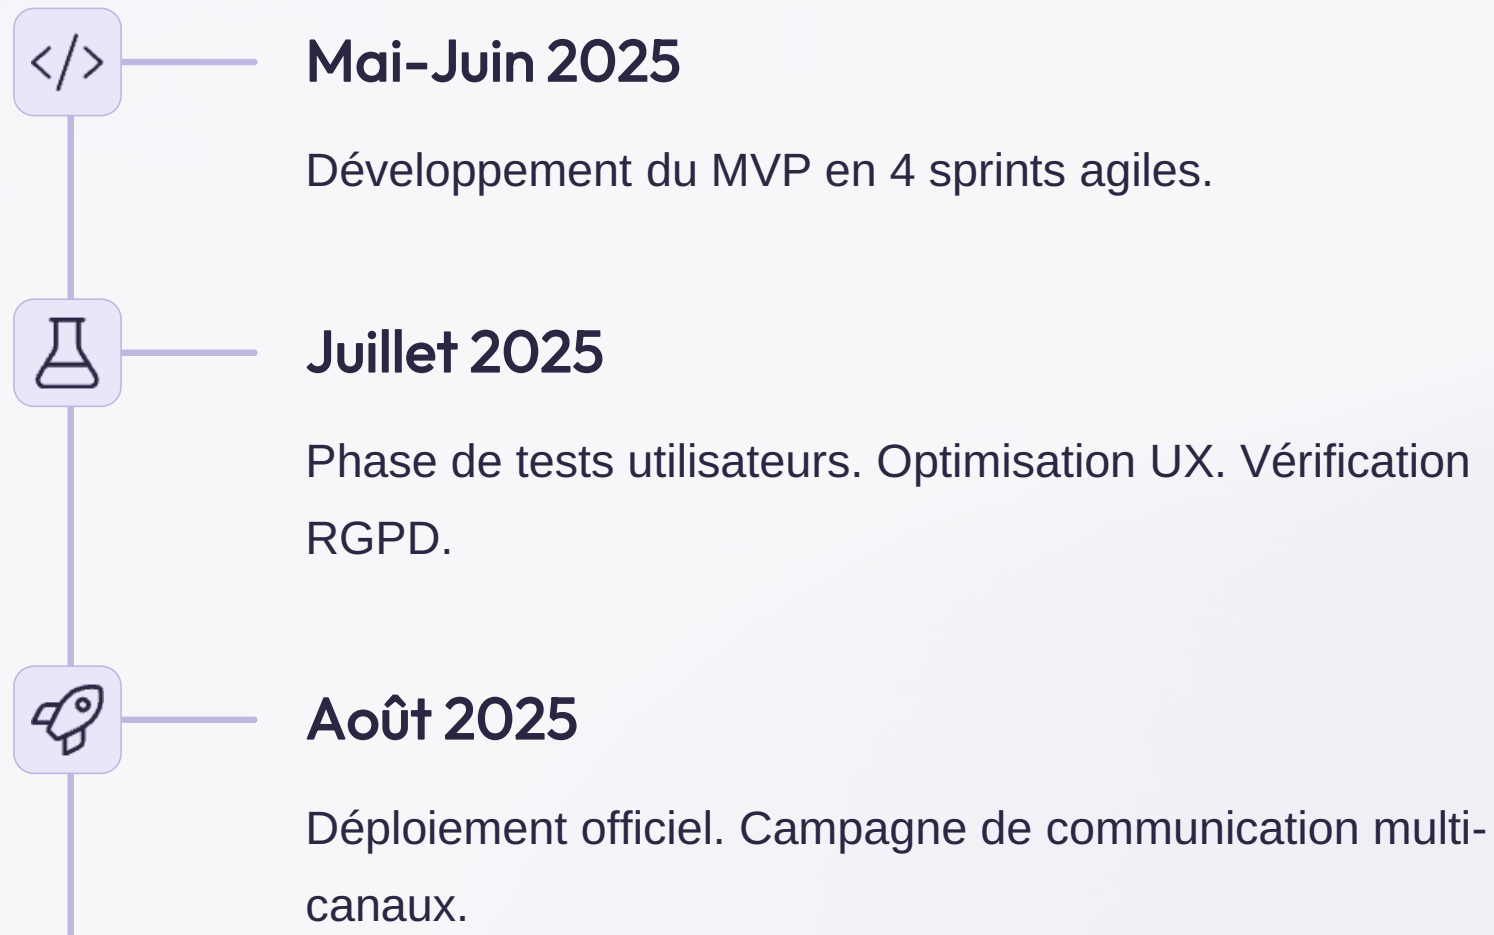 Mai-Juin 2025
Développement du MVP en 4 sprints agiles.
Juillet 2025
Phase de tests utilisateurs. Optimisation UX. Vérification
RGPD.
Août 2025
Déploiement officiel. Campagne de communication multi-
canaux.